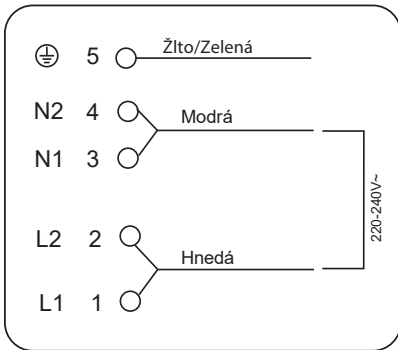 5 Žlto/Zelená
N2 4
Modrá
N1 3
220-240V~
L2 2
Hnedá
L1 1